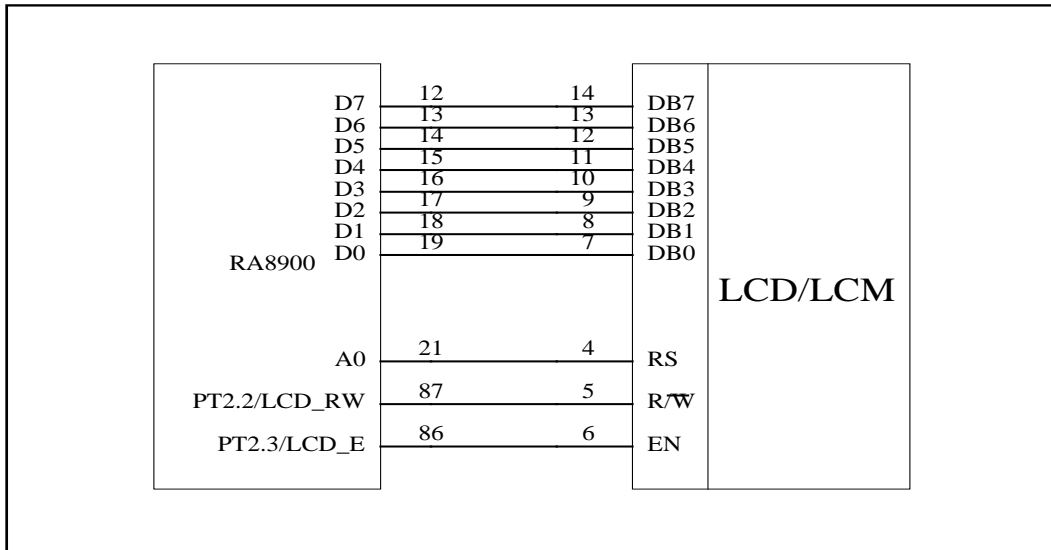 D7 12 14 DB7
D6 13 13 DB6
D5 14 12 DB5
D4 15 11 DB4
D3 16 10 DB3
D2 17 9 DB2
D1 18 8 DB1
D0 19 7 DB0
RA8900
LCD/LCM
A0 21 4 RS
PT2.2/LCD_RW 87 5 R/W̅
PT2.3/LCD_E 86 6 EN